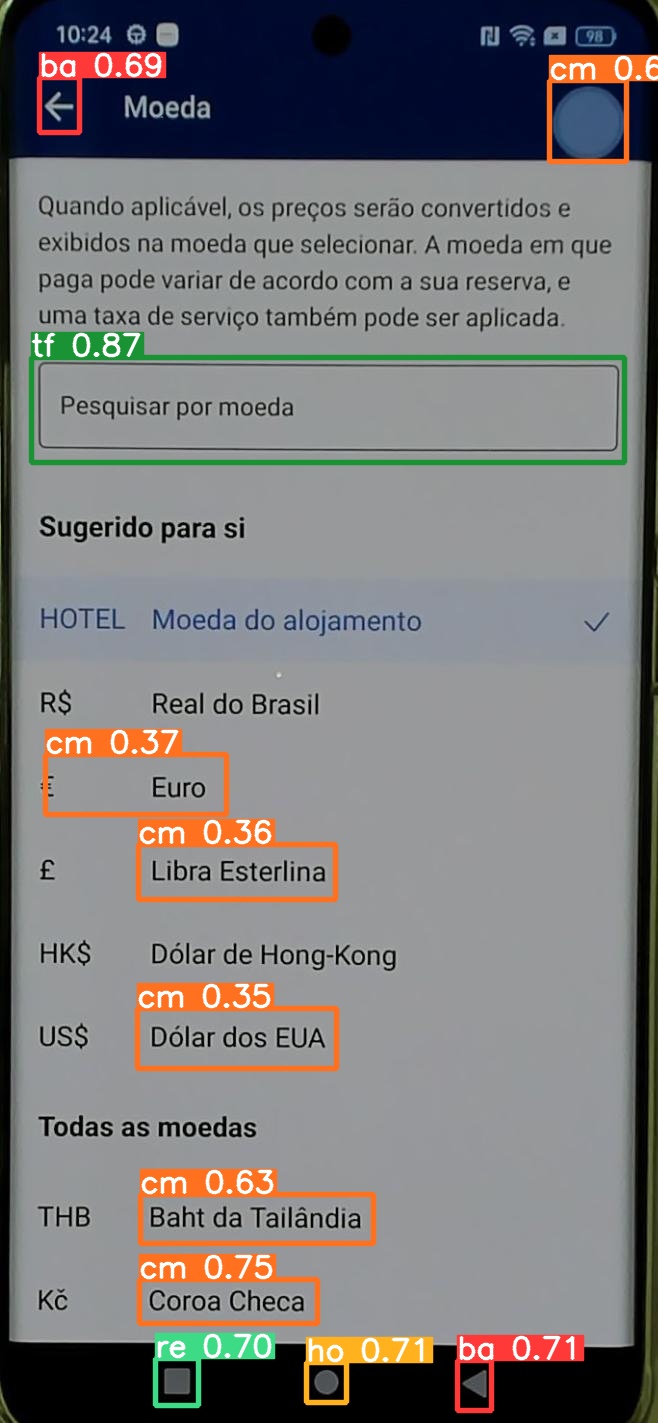 10:24
98
ba 0.69
cm 0.6
Moeda
Quando aplicável, os preços serão convertidos e
exibidos na moeda que selecionar. A moeda em que
paga pode variar de acordo com a sua reserva, e
uma taxa de serviço também pode ser aplicada.
tf 0.87
Pesquisar por moeda
Sugerido para si
HOTEL Moeda do alojamento
R$ Real do Brasil
cm 0.37
€ Euro
cm 0.36
£ Libra Esterlina
HK$ Dólar de Hong-Kong
cm 0.35
US$ Dólar dos EUA
Todas as moedas
cm 0.63
THB Baht da Tailândia
cm 0.75
Kč Coroa Checa
re 0.70
ho 0.71
ba 0.71